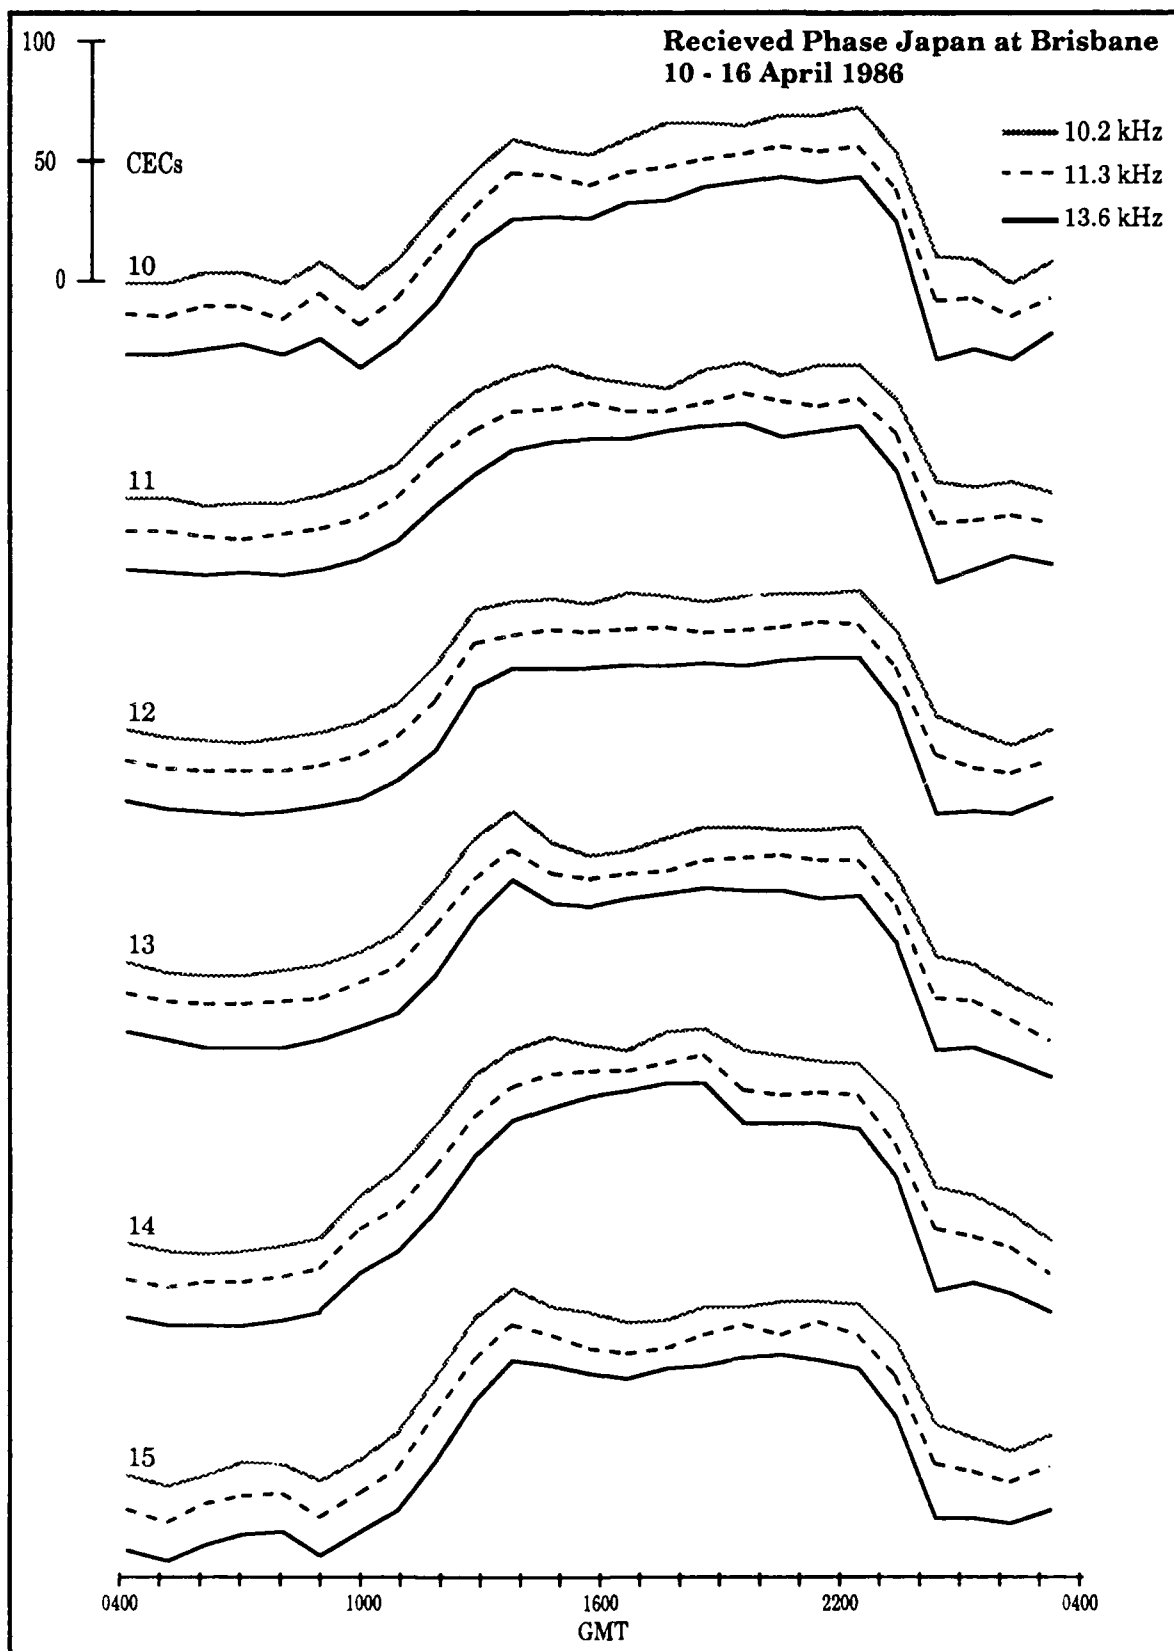 100
Recieved Phase Japan at Brisbane
10 - 16 April 1986
10.2 kHz
50
CECs
11.3 kHz
13.6 kHz
10
0
11
12
13
14
15
0400 1000 1600 2200 0400
GMT